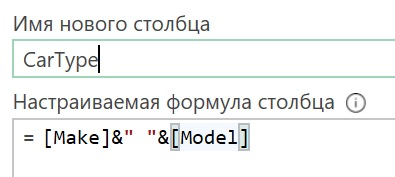 Имя нового столбца
CarType
Настраиваемая формула столбца ⓘ
= [Make]&" "&[Model]